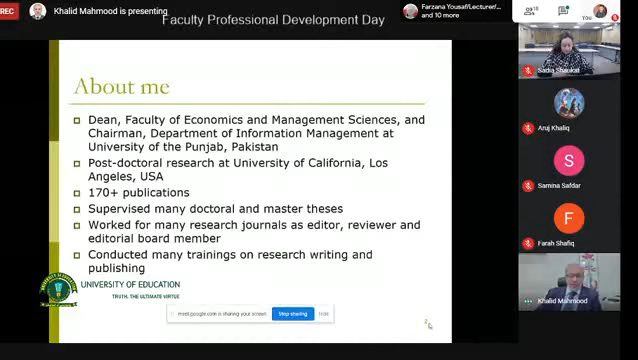 REC
Khalid Mahmood is presenting
Faculty Professional Development Day
Farzana Yousaf/Lecturer/...
and 10 more
18
You
About me
Dean, Faculty of Economics and Management Sciences, and
Chairman, Department of Information Management at
University of the Punjab, Pakistan
Post-doctoral research at University of California, Los
Angeles, USA
170+ publications
Supervised many doctoral and master theses
Worked for many research journals as editor, reviewer and
editorial board member
Conducted many trainings on research writing and
publishing
UNIVERSITY OF EDUCATION
TRUTH, THE ULTIMATE VIRTUE
meet.google.com is sharing your screen.
Stop sharing
Hide
2
Sadia Shaukat
Aruj Khaliq
S
Samina Safdar
F
Farah Shafiq
Khalid Mahmood